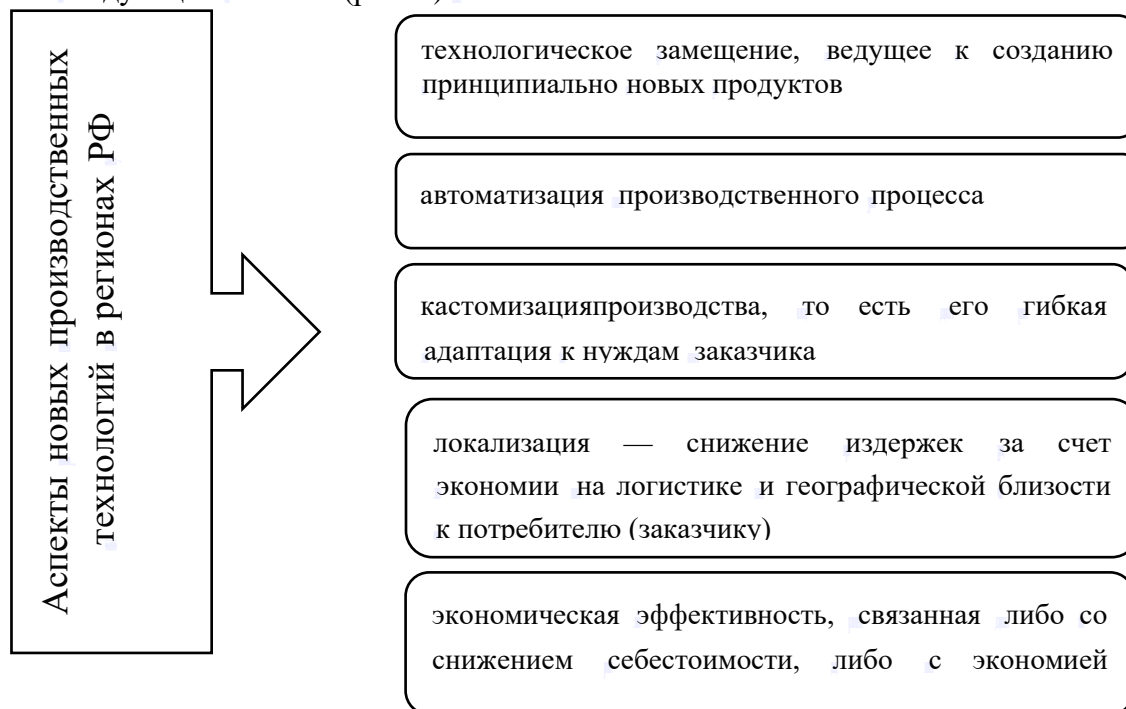 Аспекты новых производственных
технологий в регионах РФ
технологическое замещение, ведущее к созданию
принципиально новых продуктов
автоматизация производственного процесса
кастомизацияпроизводства, то есть его гибкая
адаптация к нуждам заказчика
локализация — снижение издержек за счет
экономии на логистике и географической близости
к потребителю (заказчику)
экономическая эффективность, связанная либо со
снижением себестоимости, либо с экономией